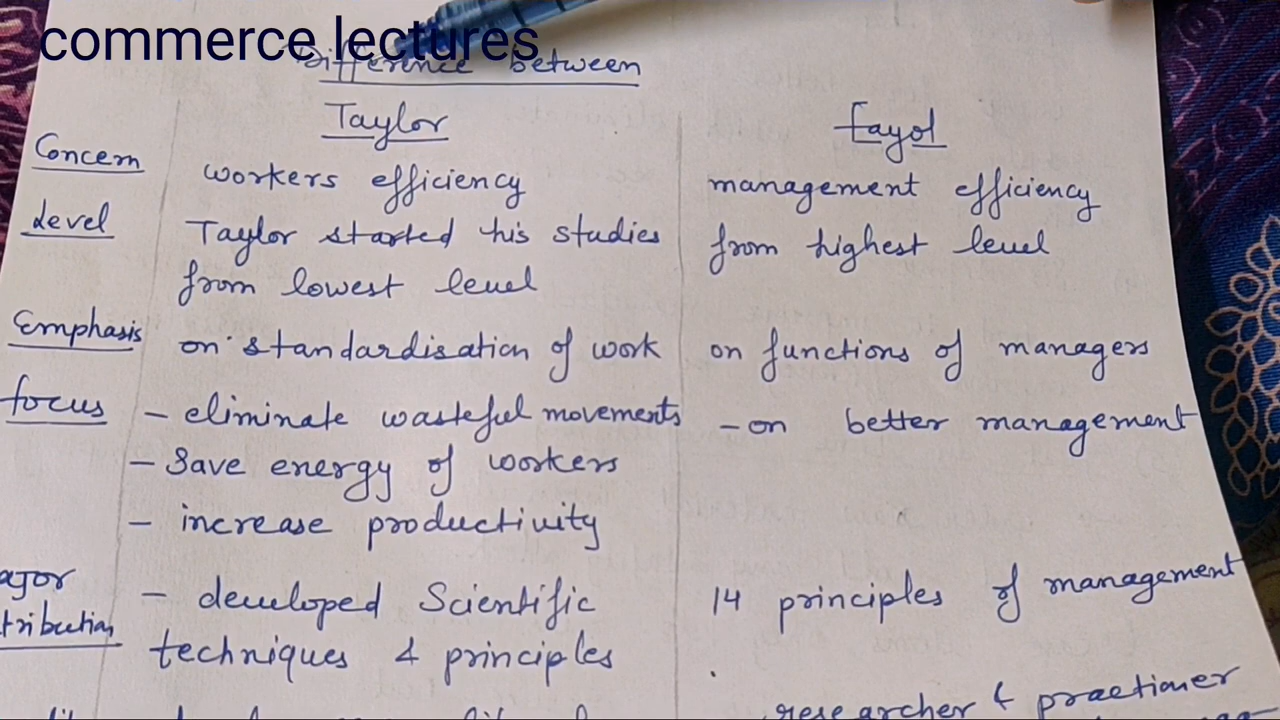 commerce lectures
Difference between
Taylor Fayol
Concern workers efficiency management efficiency
Level Taylor started his studies from highest level
from lowest level
Emphasis on standardisation of work on functions of managers
focus - eliminate wasteful movements - on better management
- Save energy of workers
- increase productivity
ajor - developed Scientific 14 principles of management
tribution techniques & principles
researcher & practioner